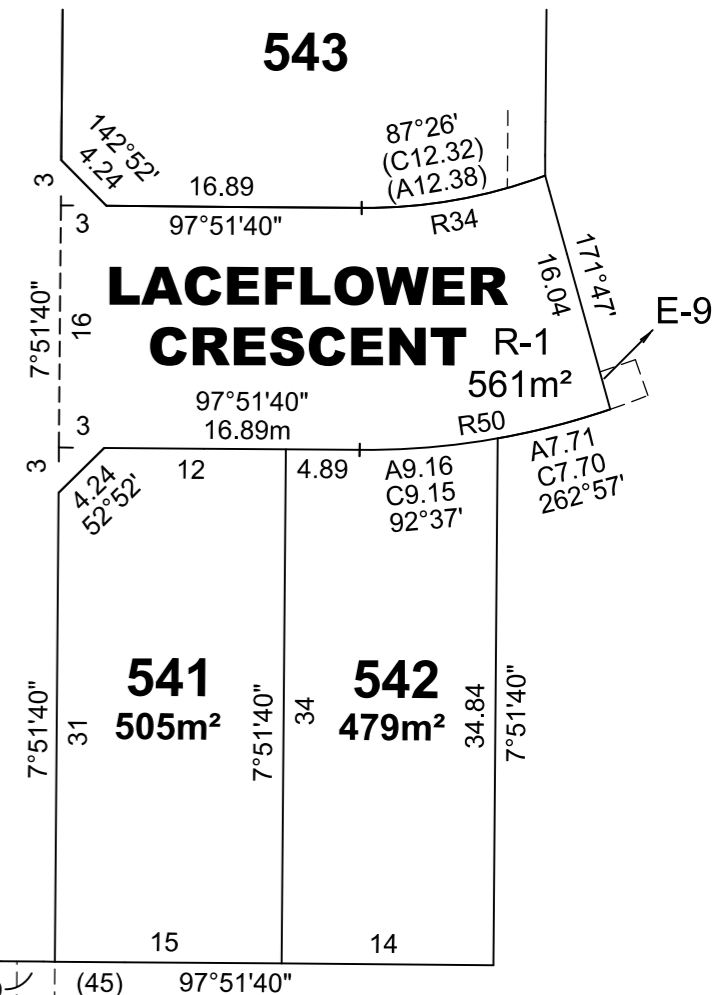 543
142°52'
4.24
87°26'
(C12.32)
(A12.38)
3
16.89
3
97°51'40"
R34
171°47'
16.04
LACEFLOWER
CRESCENT
7°51'40"
16
E-9
R-1
561m²
97°51'40"
16.89m
R50
3
3
4.24
52°52'
12
4.89
A9.16
C9.15
92°37'
A7.71
C7.70
262°57'
541
505m²
542
479m²
7°51'40"
31
7°51'40"
34
34.84
7°51'40"
15
14
(45)
97°51'40"